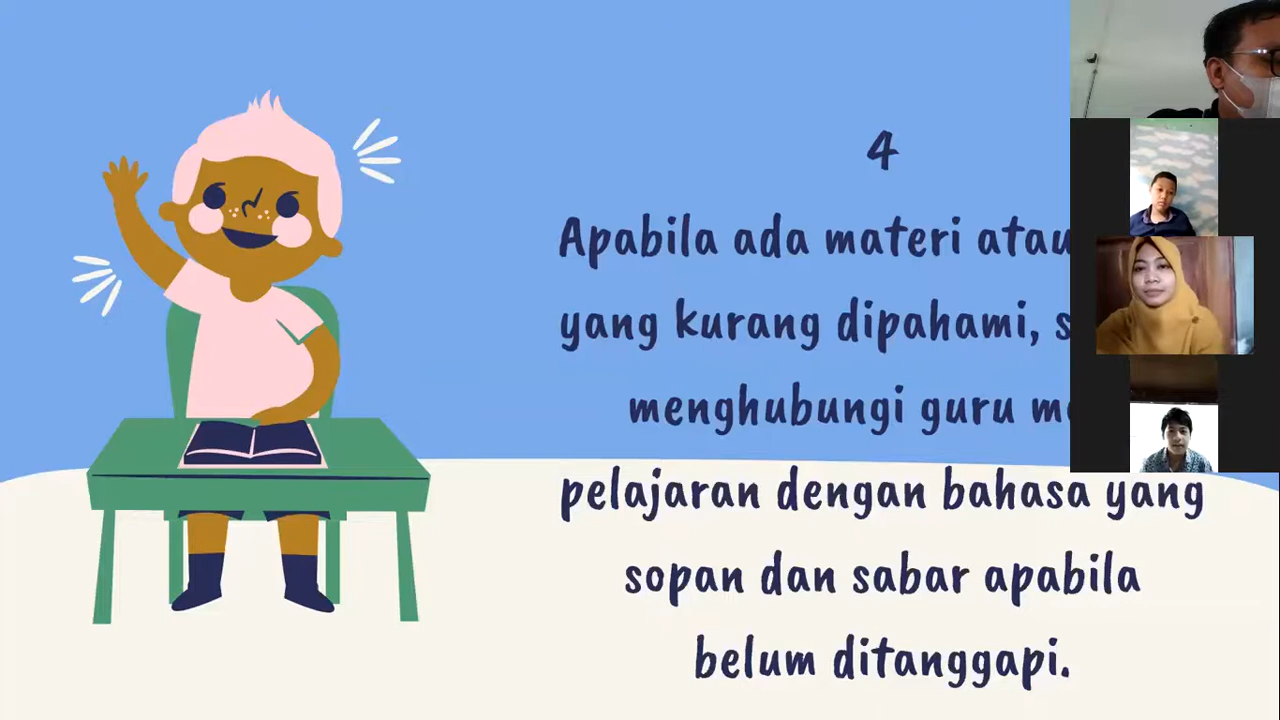 4
Apabila ada materi atau
yang kurang dipahami,
menghubungi guru
pelajaran dengan bahasa yang
sopan dan sabar apabila
belum ditanggapi.